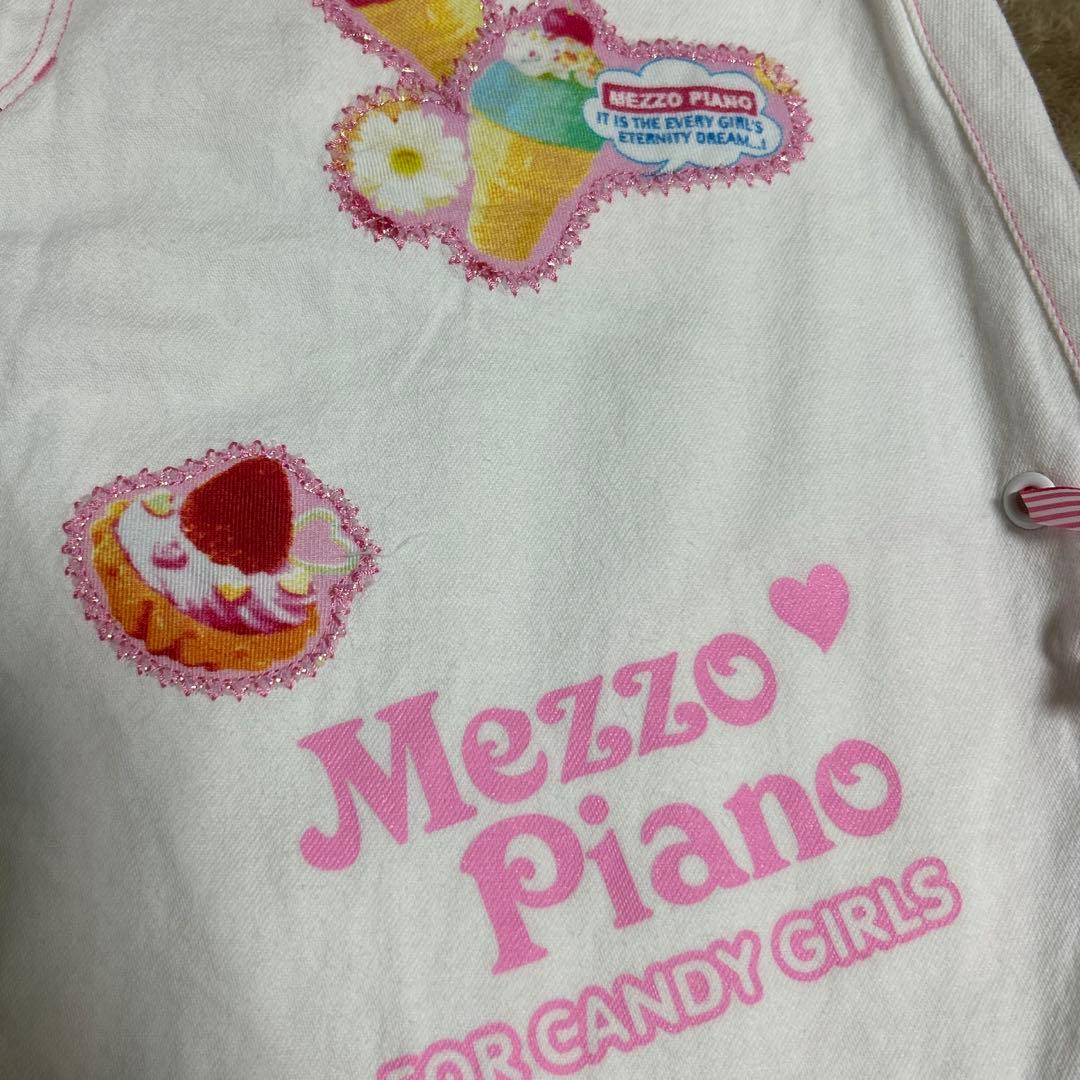 MEZZO PIANO
IT IS THE EVERY GIRL'S
ETERNITY DREAM...!
Mezzo
Piano
FOR CANDY GIRLS